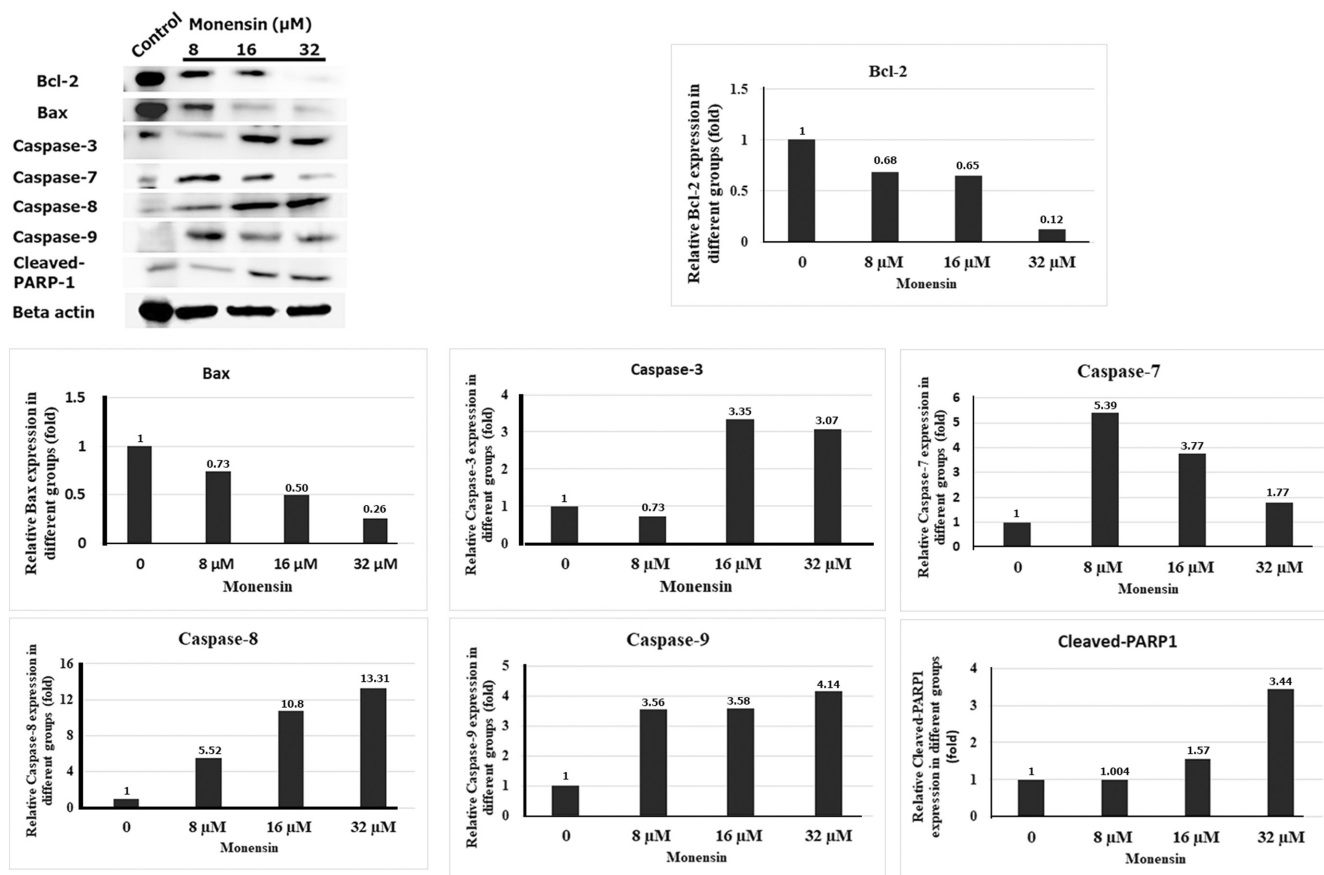 Control
Monensin (µM)
8 16 32
Bcl-2
Bax
Caspase-3
Caspase-7
Caspase-8
Caspase-9
Cleaved-
PARP-1
Beta actin
Bcl-2
Relative Bcl-2 expression in
different groups (fold)
1.5
1
0.5
0
1
0.68
0.65
0.12
0 8 µM 16 µM 32 µM
Monensin
Bax
Relative Bax expression in
different groups (fold)
1.5
1
0.5
0
1
0.73
0.50
0.26
0 8 µM 16 µM 32 µM
Monensin
Caspase-3
Relative Caspase-3 expression in
different groups (fold)
4
3
2
1
0
1
0.73
3.35
3.07
0 8 µM 16 µM 32 µM
Monensin
Caspase-7
Relative Caspase-7 expression in
different groups (fold)
6
5
4
3
2
1
0
1
5.39
3.77
1.77
0 8 µM 16 µM 32 µM
Monensin
Caspase-8
Relative Caspase-8 expression in
different groups (fold)
16
12
8
4
0
1
5.52
10.8
13.31
0 8 µM 16 µM 32 µM
Monensin
Caspase-9
Relative Caspase-9 expression in
different groups (fold)
5
4
3
2
1
0
1
3.56
3.58
4.14
0 8 µM 16 µM 32 µM
Monensin
Cleaved-PARP1
Relative Cleaved-PARP1
expression in different groups
(fold)
4
3
2
1
0
1
1.004
1.57
3.44
0 8 µM 16 µM 32 µM
Monensin